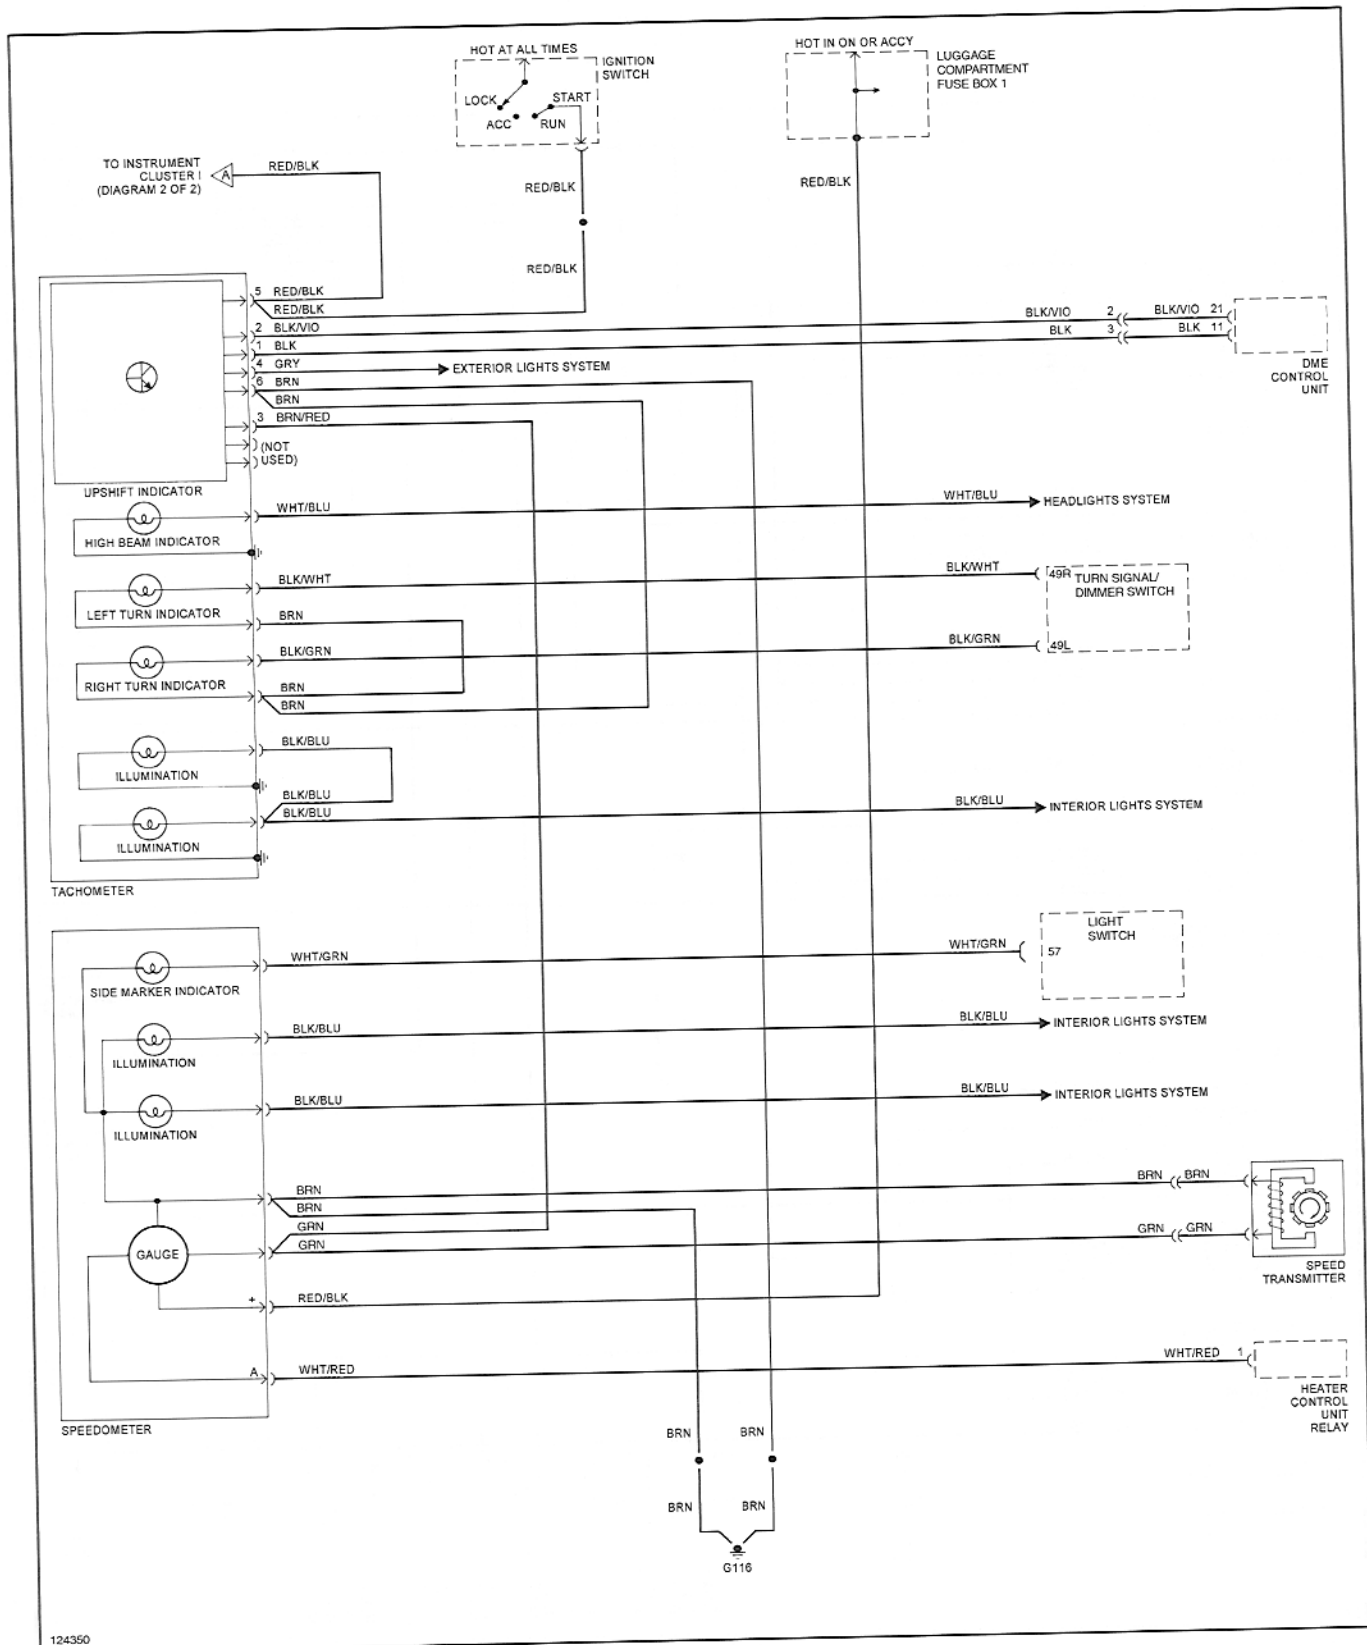 HOT AT ALL TIMES
IGNITION
SWITCH
LOCK
START
ACC
RUN
HOT IN ON OR ACCY
LUGGAGE
COMPARTMENT
FUSE BOX 1
TO INSTRUMENT
CLUSTER I
(DIAGRAM 2 OF 2)
A
RED/BLK
RED/BLK
RED/BLK
RED/BLK
5 RED/BLK
RED/BLK
2 BLK/VIO
BLK/VIO 2 BLK/VIO 21
1 BLK
BLK 3 BLK 11
DME
CONTROL
UNIT
4 GRY
EXTERIOR LIGHTS SYSTEM
6 BRN
BRN
3 BRN/RED
(NOT
USED)
UPSHIFT INDICATOR
WHT/BLU
WHT/BLU
HEADLIGHTS SYSTEM
HIGH BEAM INDICATOR
BLK/WHT
BLK/WHT
49R TURN SIGNAL/
DIMMER SWITCH
LEFT TURN INDICATOR
BRN
BLK/GRN
BLK/GRN
49L
RIGHT TURN INDICATOR
BRN
BRN
BLK/BLU
ILLUMINATION
BLK/BLU
BLK/BLU
BLK/BLU
INTERIOR LIGHTS SYSTEM
ILLUMINATION
TACHOMETER
WHT/GRN
WHT/GRN
57
LIGHT
SWITCH
SIDE MARKER INDICATOR
BLK/BLU
BLK/BLU
INTERIOR LIGHTS SYSTEM
ILLUMINATION
BLK/BLU
BLK/BLU
INTERIOR LIGHTS SYSTEM
ILLUMINATION
BRN
BRN BRN
BRN
GRN
GRN
GRN GRN
SPEED
TRANSMITTER
GAUGE
+
RED/BLK
A
WHT/RED
WHT/RED 1
HEATER
CONTROL
UNIT
RELAY
SPEEDOMETER
BRN
BRN
BRN
BRN
G116
124350